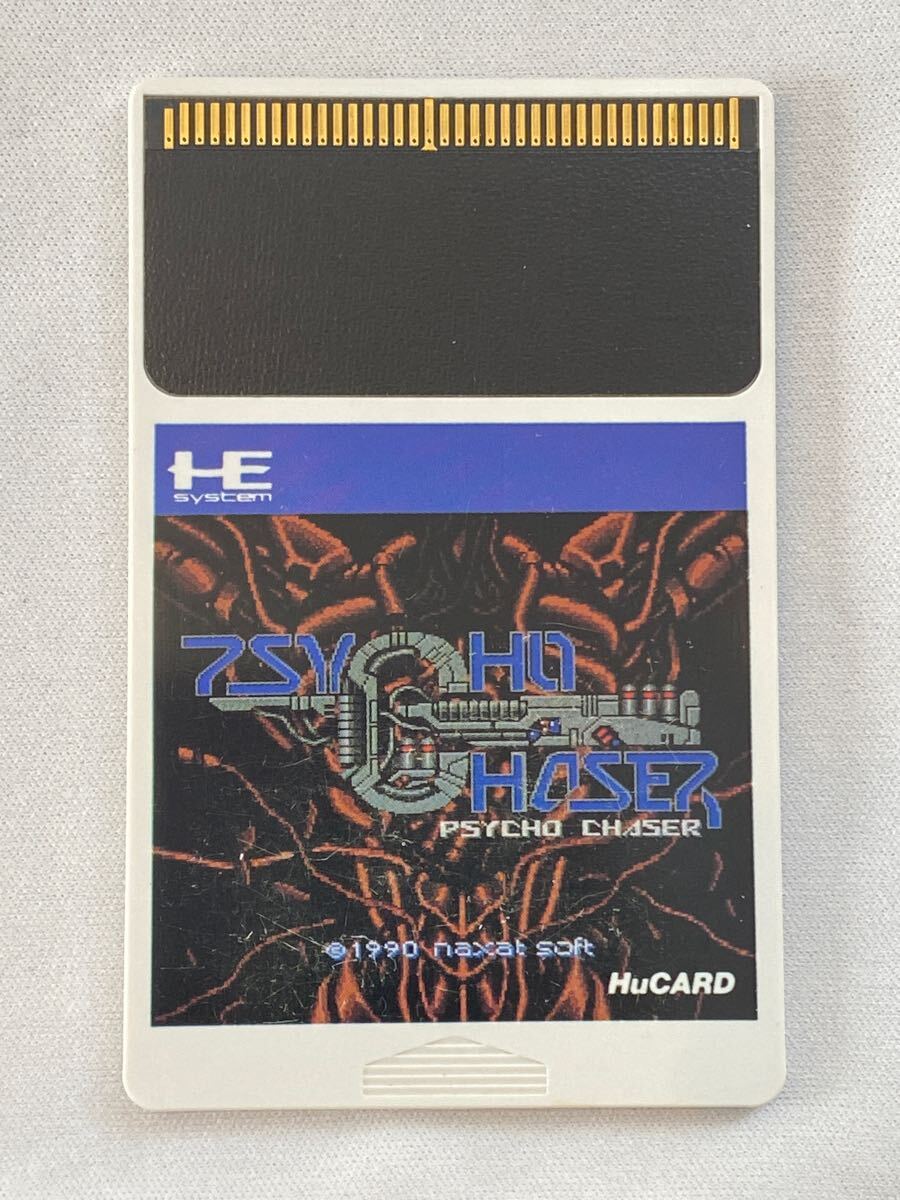 HE
system
PSYCHO
CHASER
PSYCHO CHASER
©1990 naxat soft
HuCARD